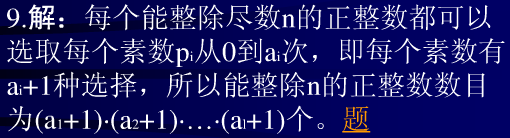 9.解：每个能整除尽数n的正整数都可以
选取每个素数pᵢ从0到aᵢ次，即每个素数有
aᵢ+1种选择，所以能整除n的正整数数目
为(a₁+1)·(a₂+1)·…·(aₗ+1)个。题